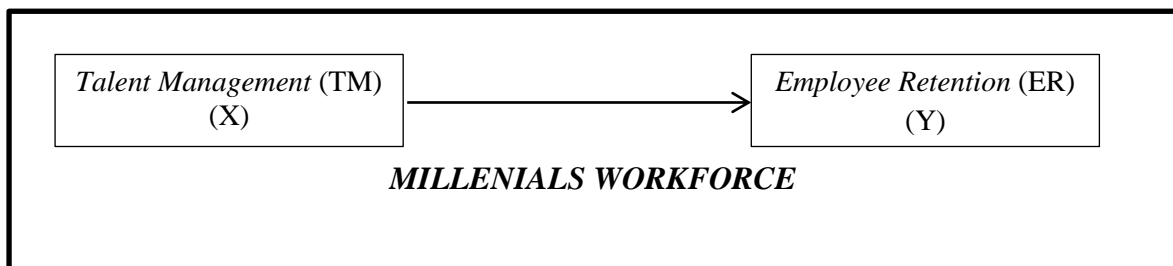 Talent Management (TM)
(X)
Employee Retention (ER)
(Y)
MILLENIALS WORKFORCE